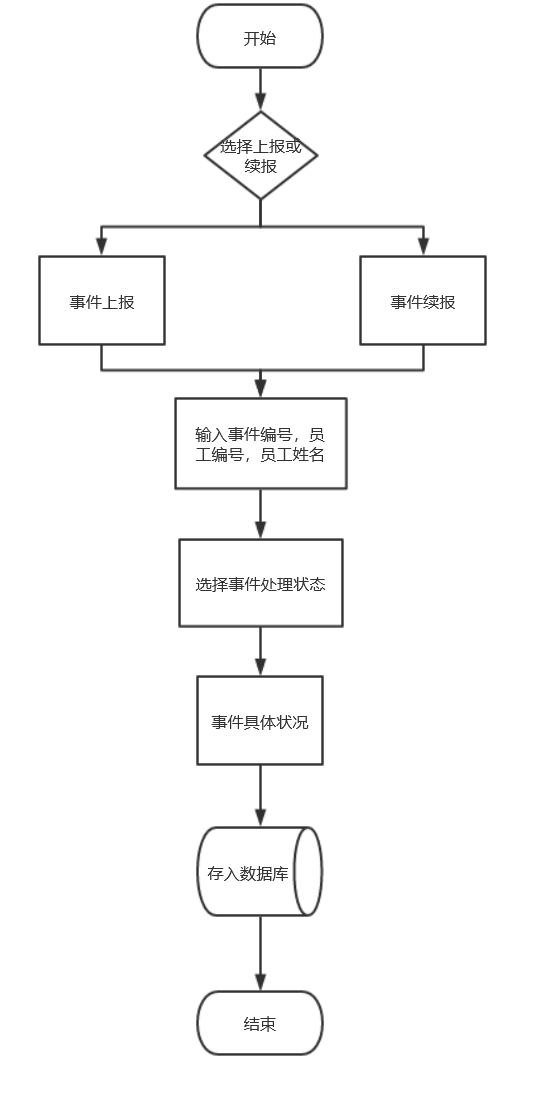 开始
选择上报或
续报
事件上报
事件续报
输入事件编号，员
工编号，员工姓名
选择事件处理状态
事件具体状况
存入数据库
结束